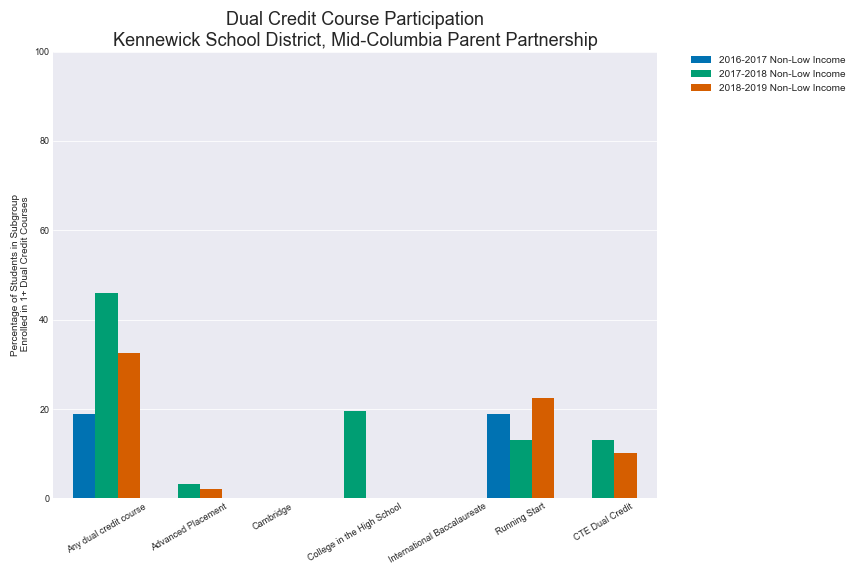 Dual Credit Course Participation
Kennewick School District, Mid-Columbia Parent Partnership
2016-2017 Non-Low Income
2017-2018 Non-Low Income
2018-2019 Non-Low Income
Percentage of Students in Subgroup
Enrolled in 1+ Dual Credit Courses
100
80
60
40
20
0
Any dual credit course
Advanced Placement
Cambridge
College in the High School
International Baccalaureate
Running Start
CTE Dual Credit